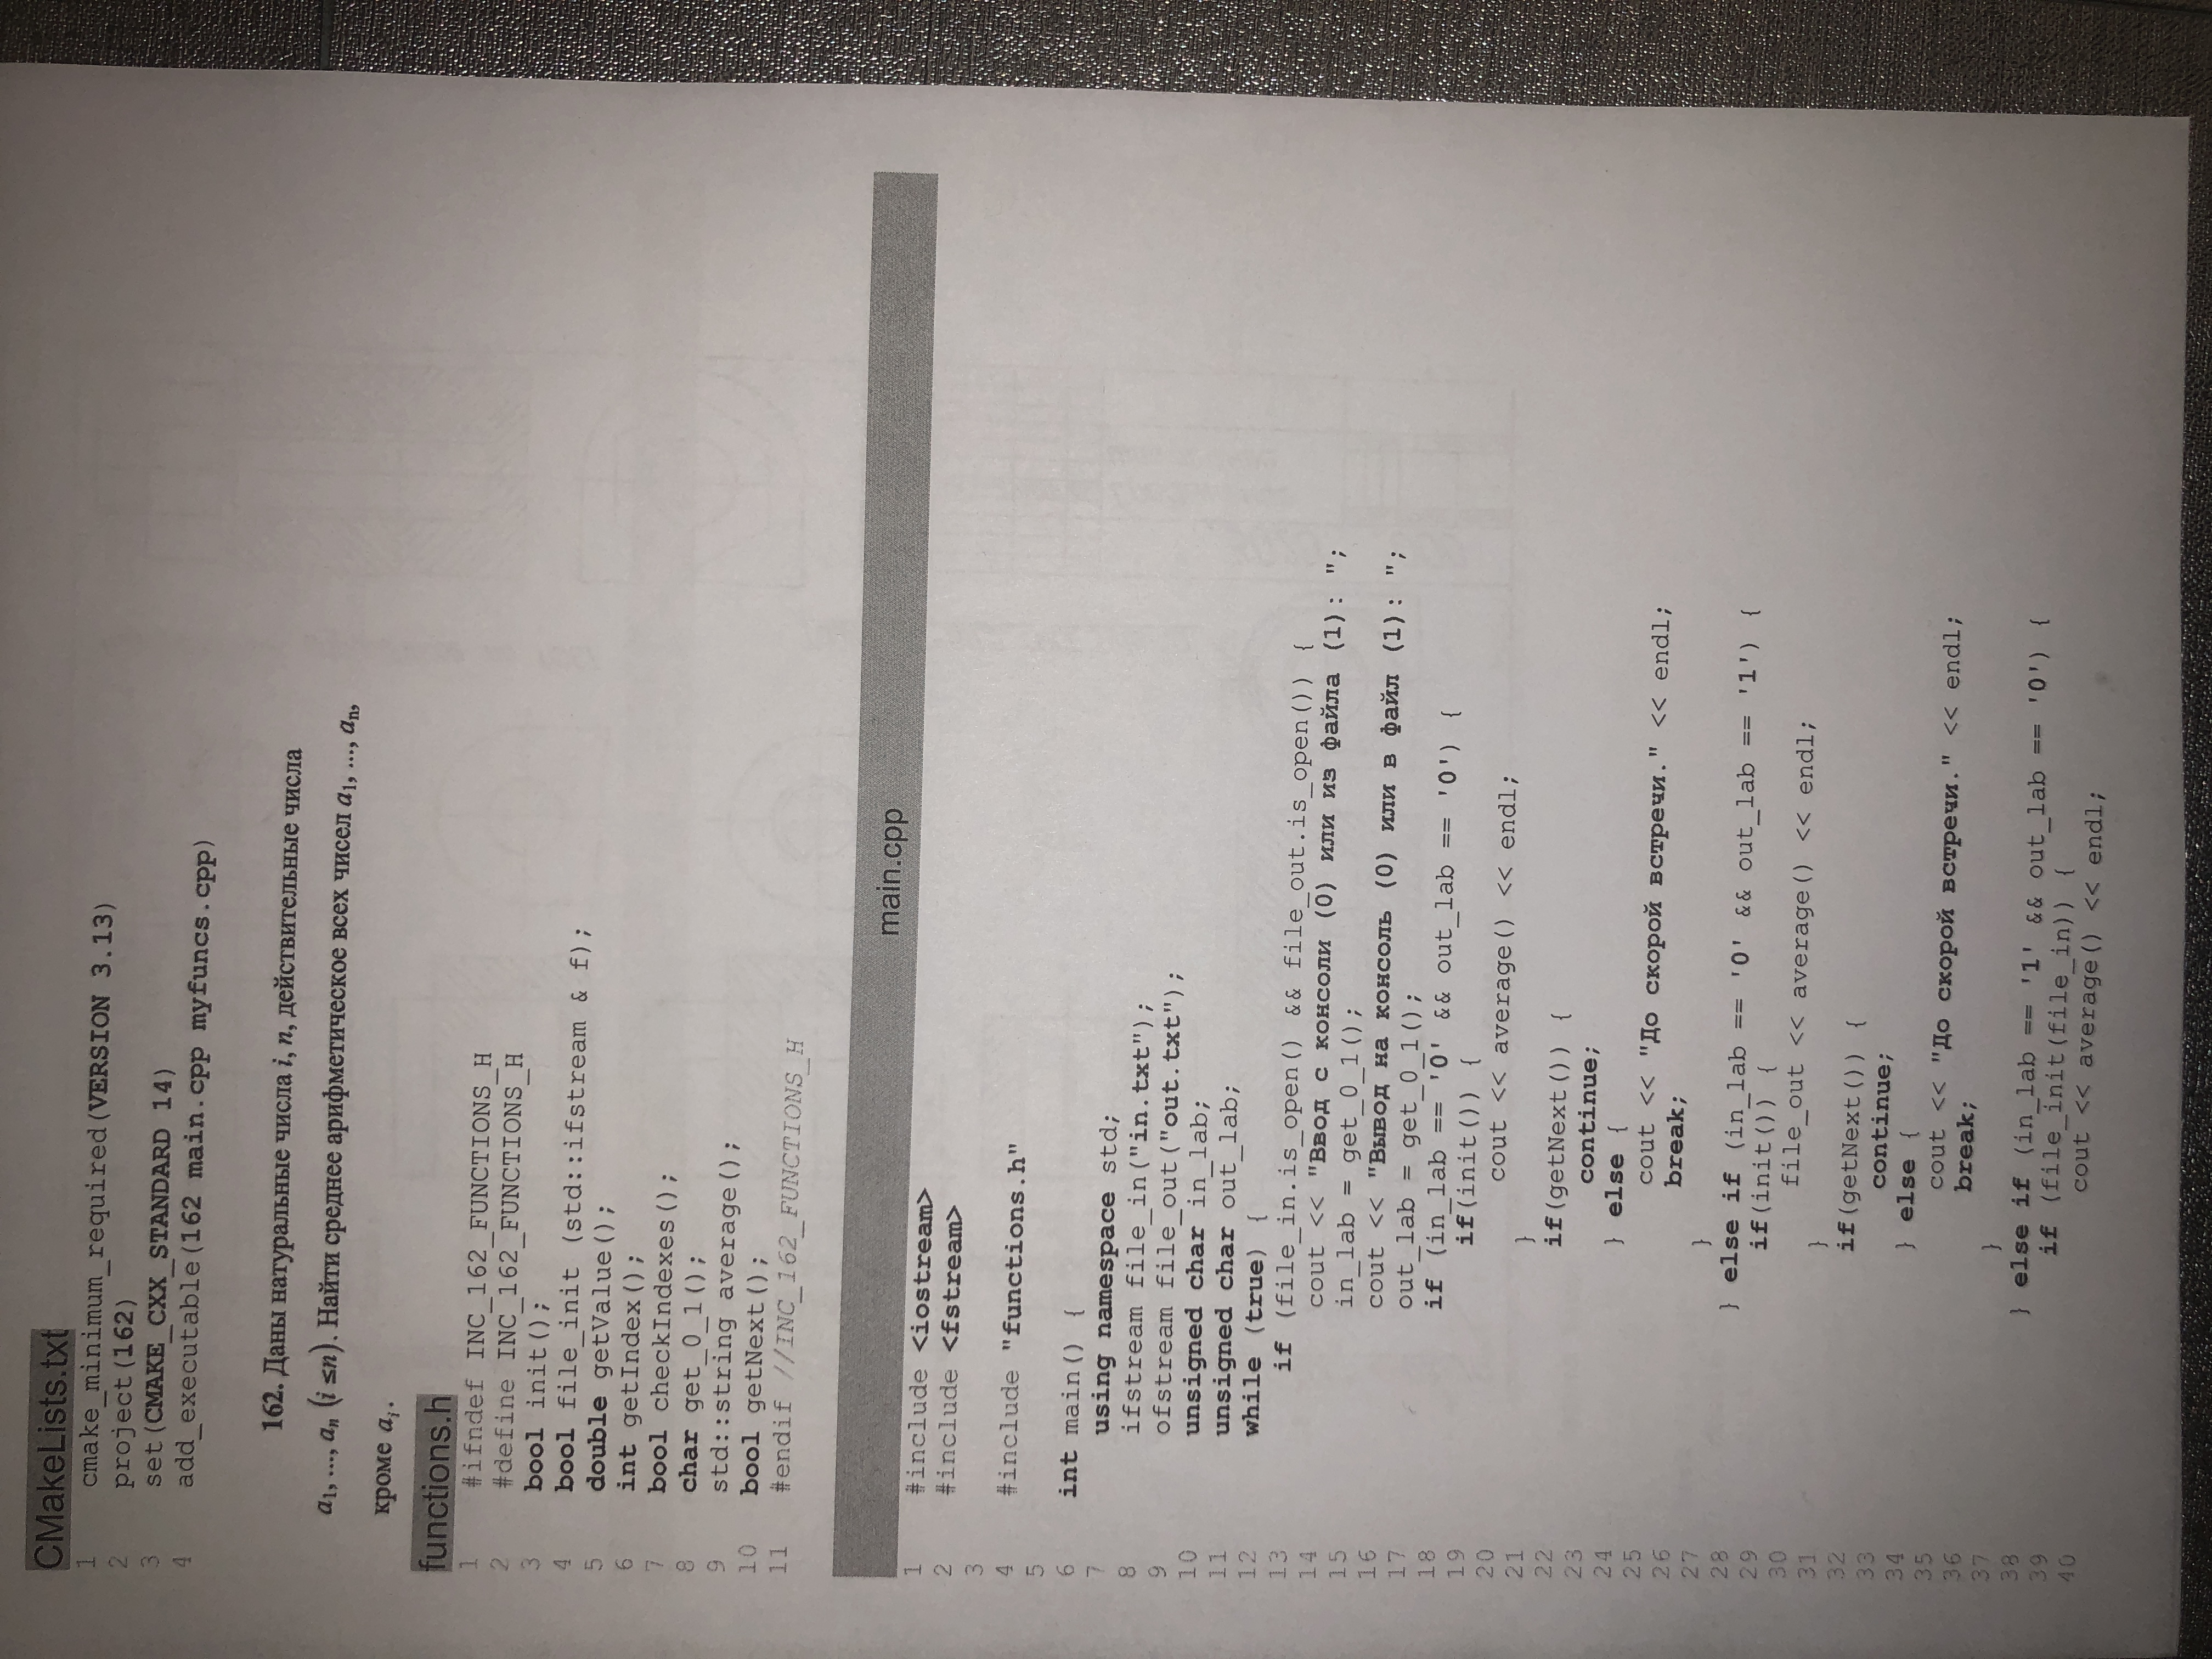 CMakeLists.txt
1 cmake_minimum_required(VERSION 3.13)
2 project(162)
3 set(CMAKE_CXX_STANDARD 14)
4 add_executable(162 main.cpp myfuncs.cpp)
162. Даны натуральные числа i, n, действительные числа
a₁, ..., aₙ (i ≤n). Найти среднее арифметическое всех чисел a₁, ..., aₙ,
кроме aᵢ.
functions.h
1 #ifndef INC_162_FUNCTIONS_H
2 #define INC_162_FUNCTIONS_H
3 bool init();
4 bool file_init (std::ifstream & f);
5 double getValue();
6 int getIndex();
7 bool checkIndexes();
8 char get_0_1();
9 std::string average();
10 bool getNext();
11 #endif //INC_162_FUNCTIONS_H
main.cpp
1 #include <iostream>
2 #include <fstream>
3
4 #include "functions.h"
5
6 int main() {
7 using namespace std;
8 ifstream file_in("in.txt");
9 ofstream file_out("out.txt");
10 unsigned char in_lab;
11 unsigned char out_lab;
12 while (true) {
13 if (file_in.is_open() && file_out.is_open()) {
14 cout << "Ввод с консоли (0) или из файла (1): ";
15 in_lab = get_0_1();
16 cout << "Вывод на консоль (0) или в файл (1): ";
17 out_lab = get_0_1();
18 if (in_lab == '0' && out_lab == '0') {
19 if(init()) {
20 cout << average() << endl;
21 }
22 if(getNext()) {
23 continue;
24 } else {
25 cout << "До скорой встречи." << endl;
26 break;
27 }
28 } else if (in_lab == '0' && out_lab == '1') {
29 if(init()) {
30 file_out << average() << endl;
31 }
32 if(getNext()) {
33 continue;
34 } else {
35 cout << "До скорой встречи." << endl;
36 break;
37 }
38 } else if (in_lab == '1' && out_lab == '0') {
39 if (file_init(file_in)) {
40 cout << average() << endl;